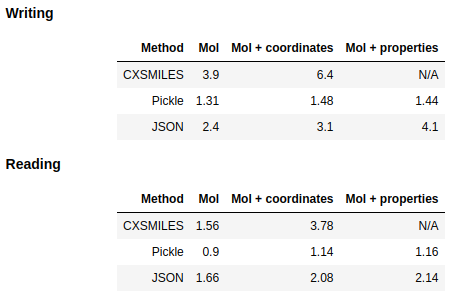 Writing
Method Mol Mol + coordinates Mol + properties
CXSMILES 3.9 6.4 N/A
Pickle 1.31 1.48 1.44
JSON 2.4 3.1 4.1
Reading
Method Mol Mol + coordinates Mol + properties
CXSMILES 1.56 3.78 N/A
Pickle 0.9 1.14 1.16
JSON 1.66 2.08 2.14